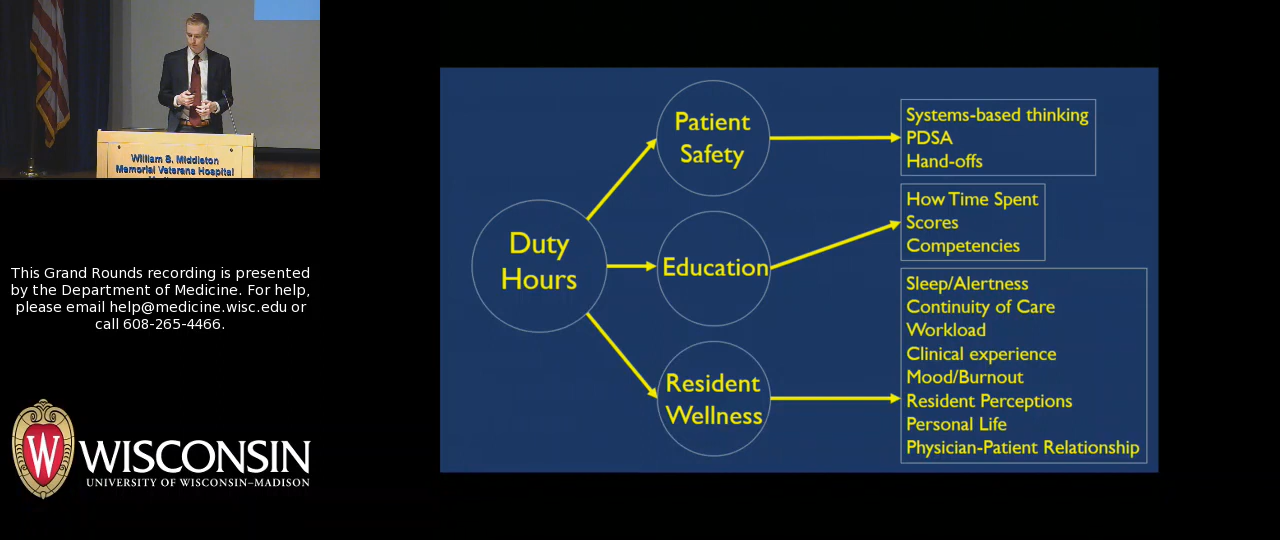 William S. Middleton
Memorial Veterans Hospital
This Grand Rounds recording is presented
by the Department of Medicine. For help,
please email help@medicine.wisc.edu or
call 608-265-4466.
W
WISCONSIN
UNIVERSITY OF WISCONSIN–MADISON
Duty
Hours
Patient
Safety
Education
Resident
Wellness
Systems-based thinking
PDSA
Hand-offs
How Time Spent
Scores
Competencies
Sleep/Alertness
Continuity of Care
Workload
Clinical experience
Mood/Burnout
Resident Perceptions
Personal Life
Physician-Patient Relationship